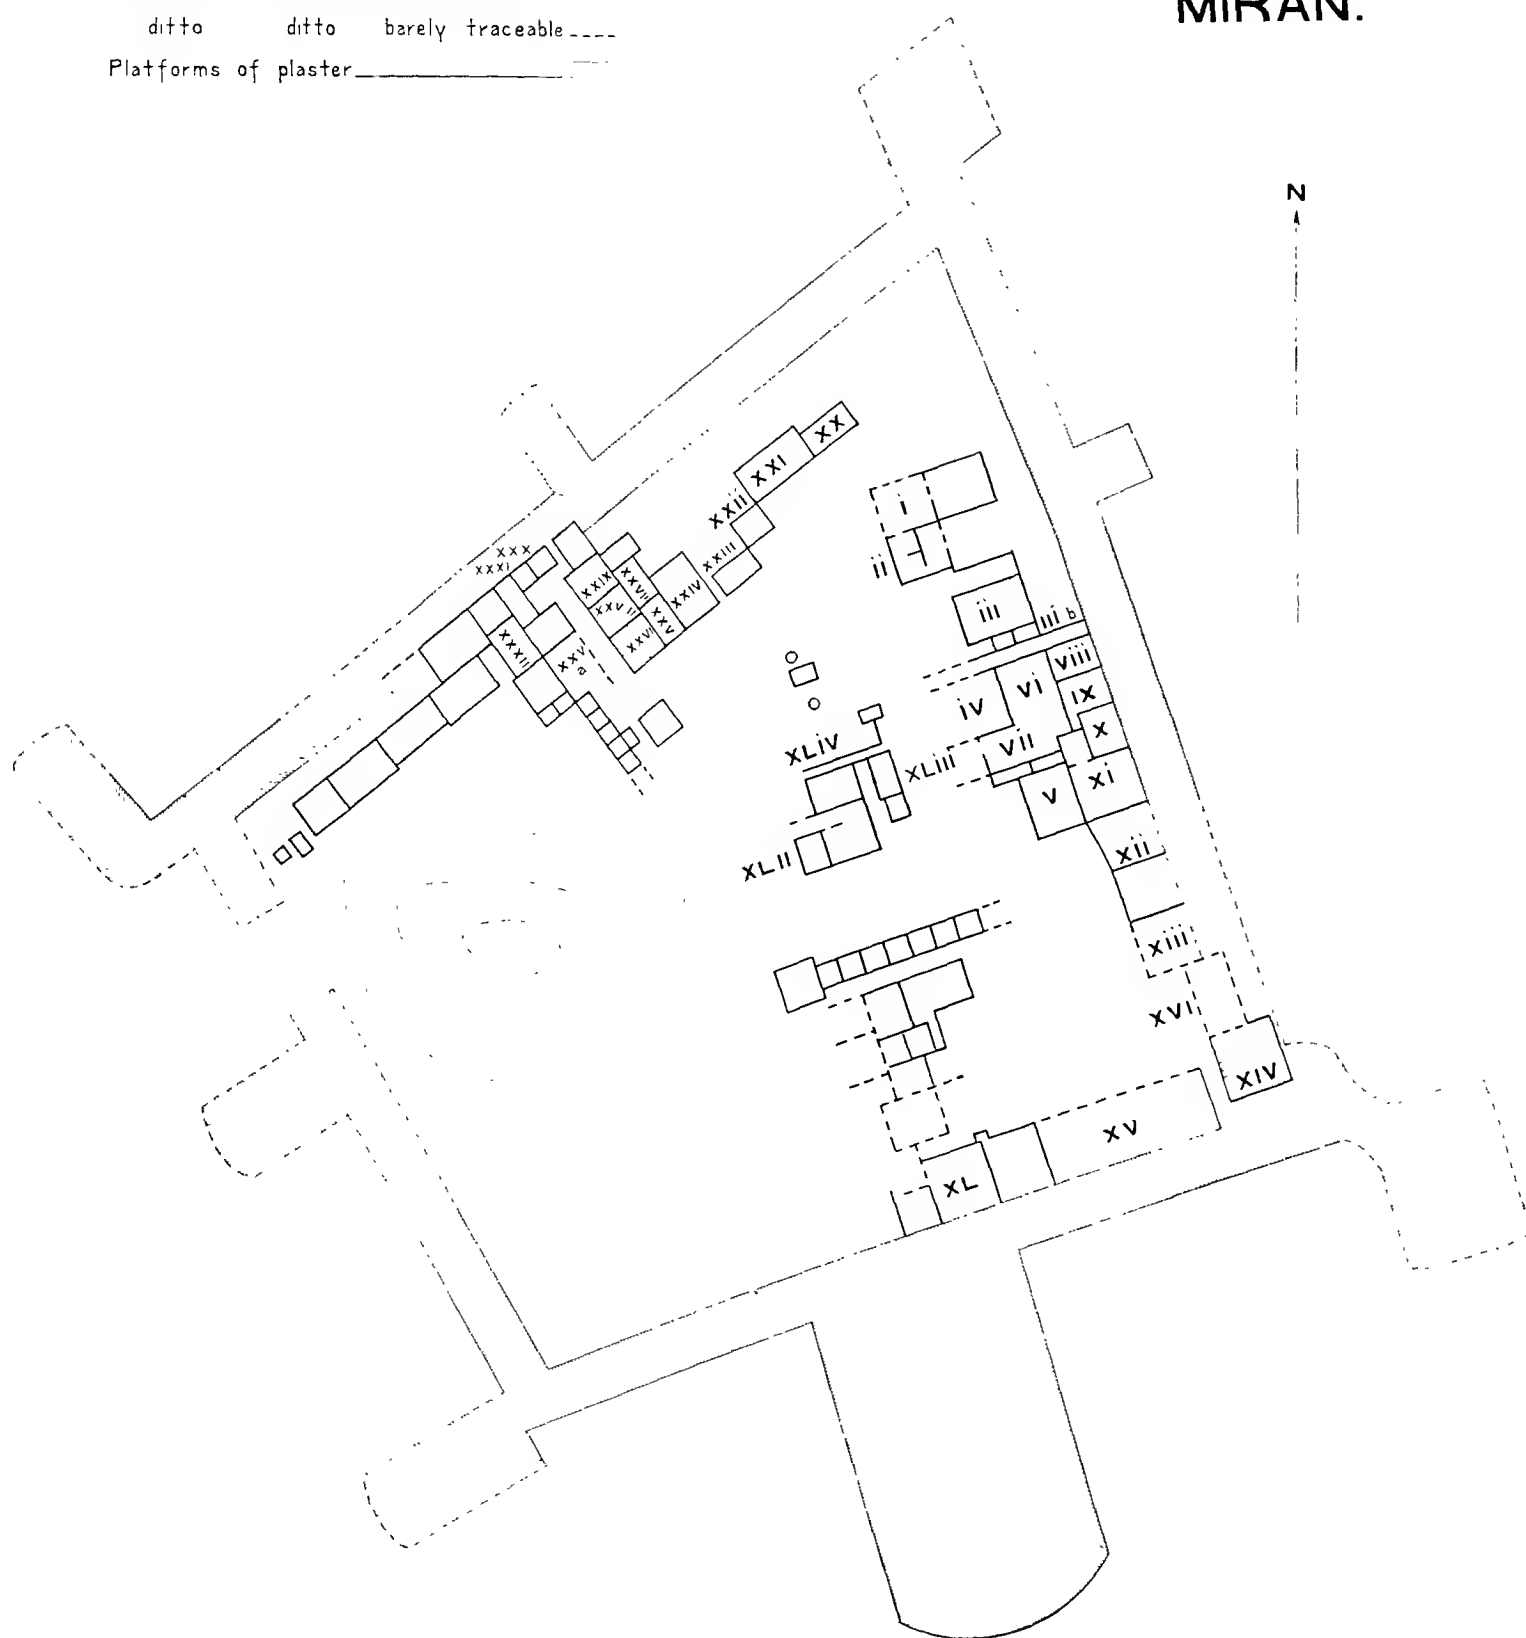 MIRAN.
ditto ditto barely traceable
Platforms of plaster
N
XX
XXI
i
XXII
XXX
XXIII
ii
XXXI
XXIX
XXVII
XXIV
iii
III b
XXVIII
XXV
XXVI
XXXII
XXV
a
viii
vi
ix
iv
X
XLIV
vii
XLiii
xi
V
xii
XLII
xiii
XVI
XIV
XV
XL